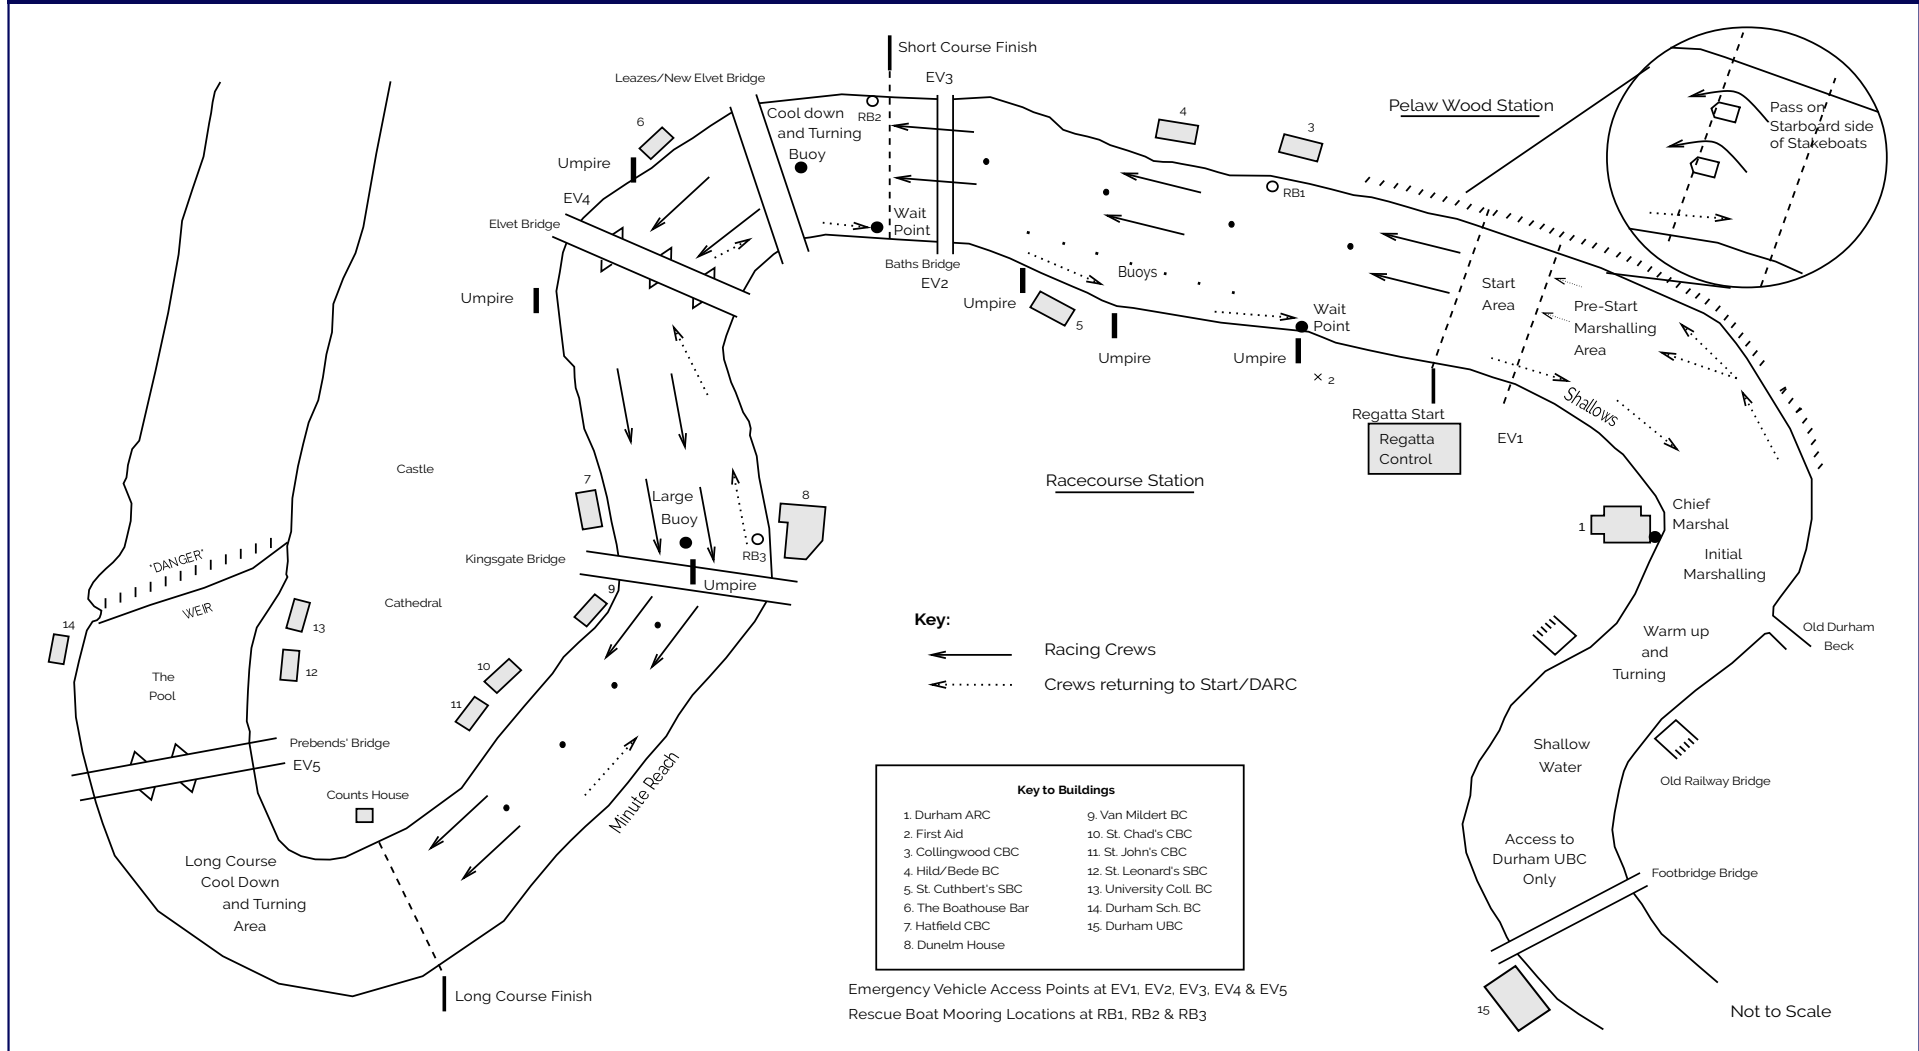 Short Course Finish
Leazes/New Elvet Bridge
EV3
Cool down
and Turning
Buoy
RB2
6
Umpire
EV4
Elvet Bridge
Wait
Point
Baths Bridge
EV2
Umpire
Umpire
5
Buoys
Umpire
Umpire
× 2
Wait
Point
4
3
RB1
Pelaw Wood Station
Pass on
Starboard side
of Stakeboats
Start
Area
Pre-Start
Marshalling
Area
Shallows
Regatta Start
Regatta
Control
EV1
Racecourse Station
Castle
7
Large
Buoy
8
RB3
Kingsgate Bridge
Umpire
9
Cathedral
"DANGER"
WEIR
14
13
12
The
Pool
10
11
Prebends' Bridge
EV5
Counts House
Minute Reach
Long Course
Cool Down
and Turning
Area
Long Course Finish
1
Chief
Marshal
Initial
Marshalling
Warm up
and
Turning
Old Durham
Beck
Shallow
Water
Old Railway Bridge
Access to
Durham UBC
Only
Footbridge Bridge
15
Key:
Racing Crews
Crews returning to Start/DARC
Key to Buildings
1. Durham ARC
2. First Aid
3. Collingwood CBC
4. Hild/Bede BC
5. St. Cuthbert's SBC
6. The Boathouse Bar
7. Hatfield CBC
8. Dunelm House
9. Van Mildert BC
10. St. Chad's CBC
11. St. John's CBC
12. St. Leonard's SBC
13. University Coll. BC
14. Durham Sch. BC
15. Durham UBC
Emergency Vehicle Access Points at EV1, EV2, EV3, EV4 & EV5
Rescue Boat Mooring Locations at RB1, RB2 & RB3
Not to Scale